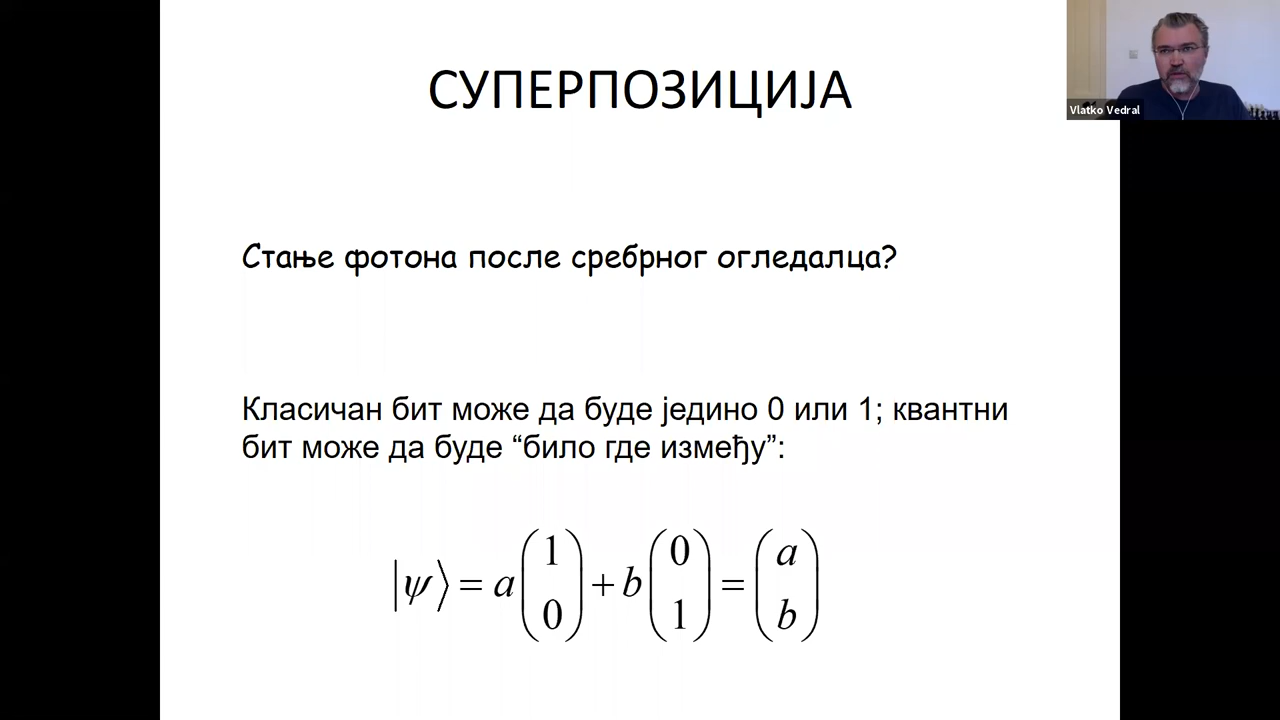 СУПЕРПОЗИЦИЈА
Vlatko Vedral
Стање фотона после сребрног огледалца?
Класичан бит може да буде једино 0 или 1; квантни
бит може да буде “било где између”:
|ψ⟩ = a(1 0) + b(0 1) = (a b)